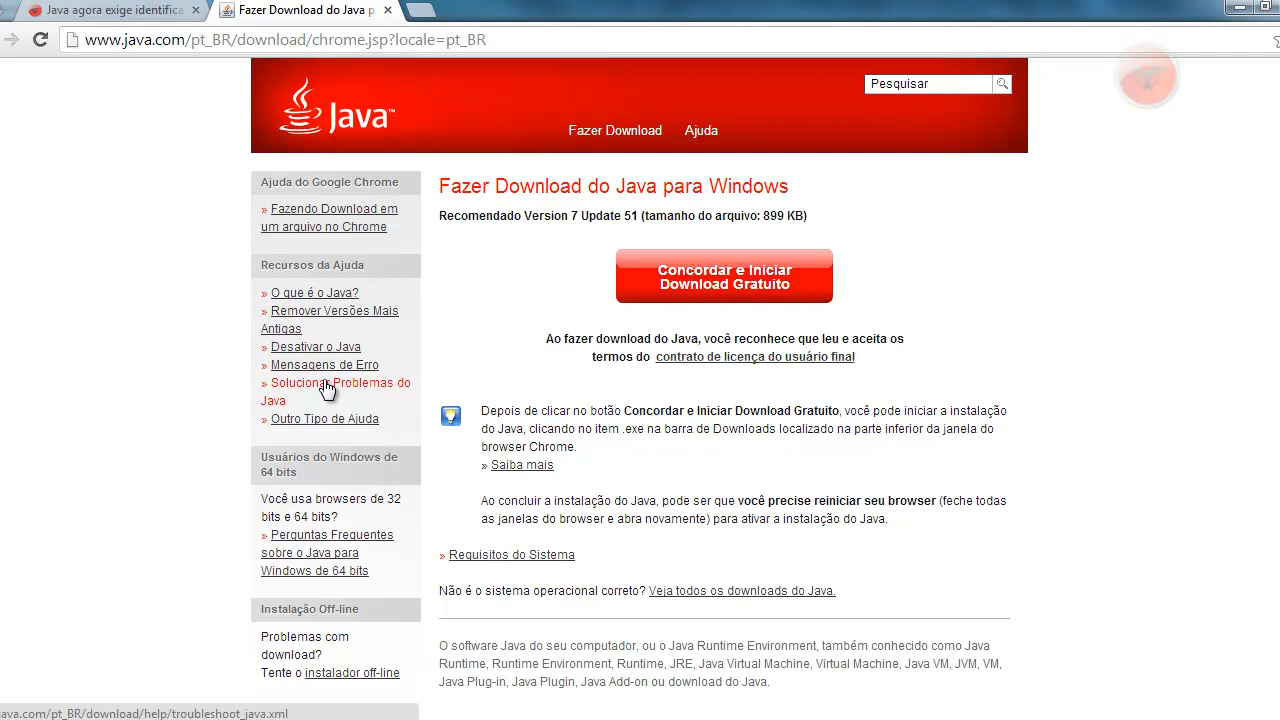 Java agora exige identifica
Fazer Download do Java p
www.java.com/pt_BR/download/chrome.jsp?locale=pt_BR
Java™
Pesquisar
Fazer Download
Ajuda
Ajuda do Google Chrome
» Fazendo Download em
um arquivo no Chrome
Recursos da Ajuda
» O que é o Java?
» Remover Versões Mais
Antigas
» Desativar o Java
» Mensagens de Erro
» Solucionar Problemas do
Java
» Outro Tipo de Ajuda
Usuários do Windows de
64 bits
Você usa browsers de 32
bits e 64 bits?
» Perguntas Frequentes
sobre o Java para
Windows de 64 bits
Instalação Off-line
Problemas com
download?
Tente o instalador off-line
Fazer Download do Java para Windows
Recomendado Version 7 Update 51 (tamanho do arquivo: 899 KB)
Concordar e Iniciar
Download Gratuito
Ao fazer download do Java, você reconhece que leu e aceita os
termos do contrato de licença do usuário final
Depois de clicar no botão Concordar e Iniciar Download Gratuito, você pode iniciar a instalação
do Java, clicando no item .exe na barra de Downloads localizado na parte inferior da janela do
browser Chrome.
» Saiba mais
Ao concluir a instalação do Java, pode ser que você precise reiniciar seu browser (feche todas
as janelas do browser e abra novamente) para ativar a instalação do Java.
» Requisitos do Sistema
Não é o sistema operacional correto? Veja todos os downloads do Java.
O software Java do seu computador, ou o Java Runtime Environment, também conhecido como Java
Runtime, Runtime Environment, Runtime, JRE, Java Virtual Machine, Virtual Machine, Java VM, JVM, VM,
Java Plug-in, Java Plugin, Java Add-on ou download do Java.
ava.com/pt_BR/download/help/troubleshoot_java.xml